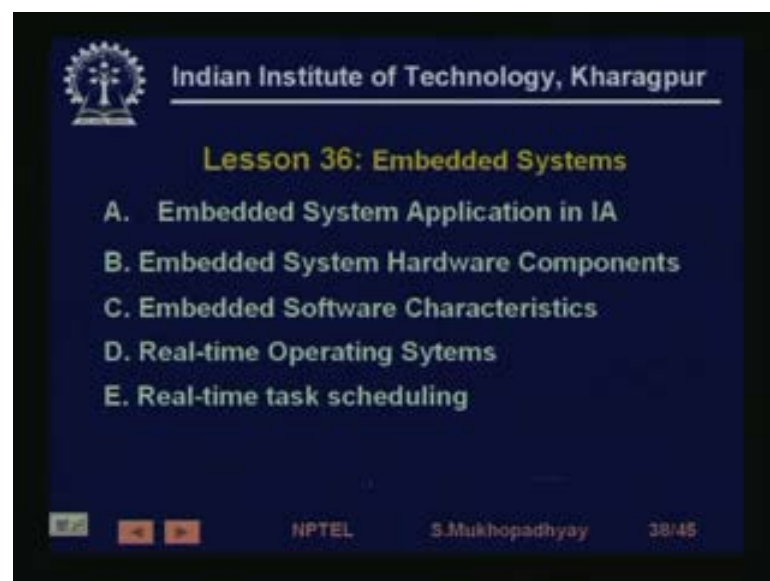 Indian Institute of Technology, Kharagpur
Lesson 36: Embedded Systems
A. Embedded System Application in IA
B. Embedded System Hardware Components
C. Embedded Software Characteristics
D. Real-time Operating Sytems
E. Real-time task scheduling
NPTEL S.Mukhopadhyay 38/45